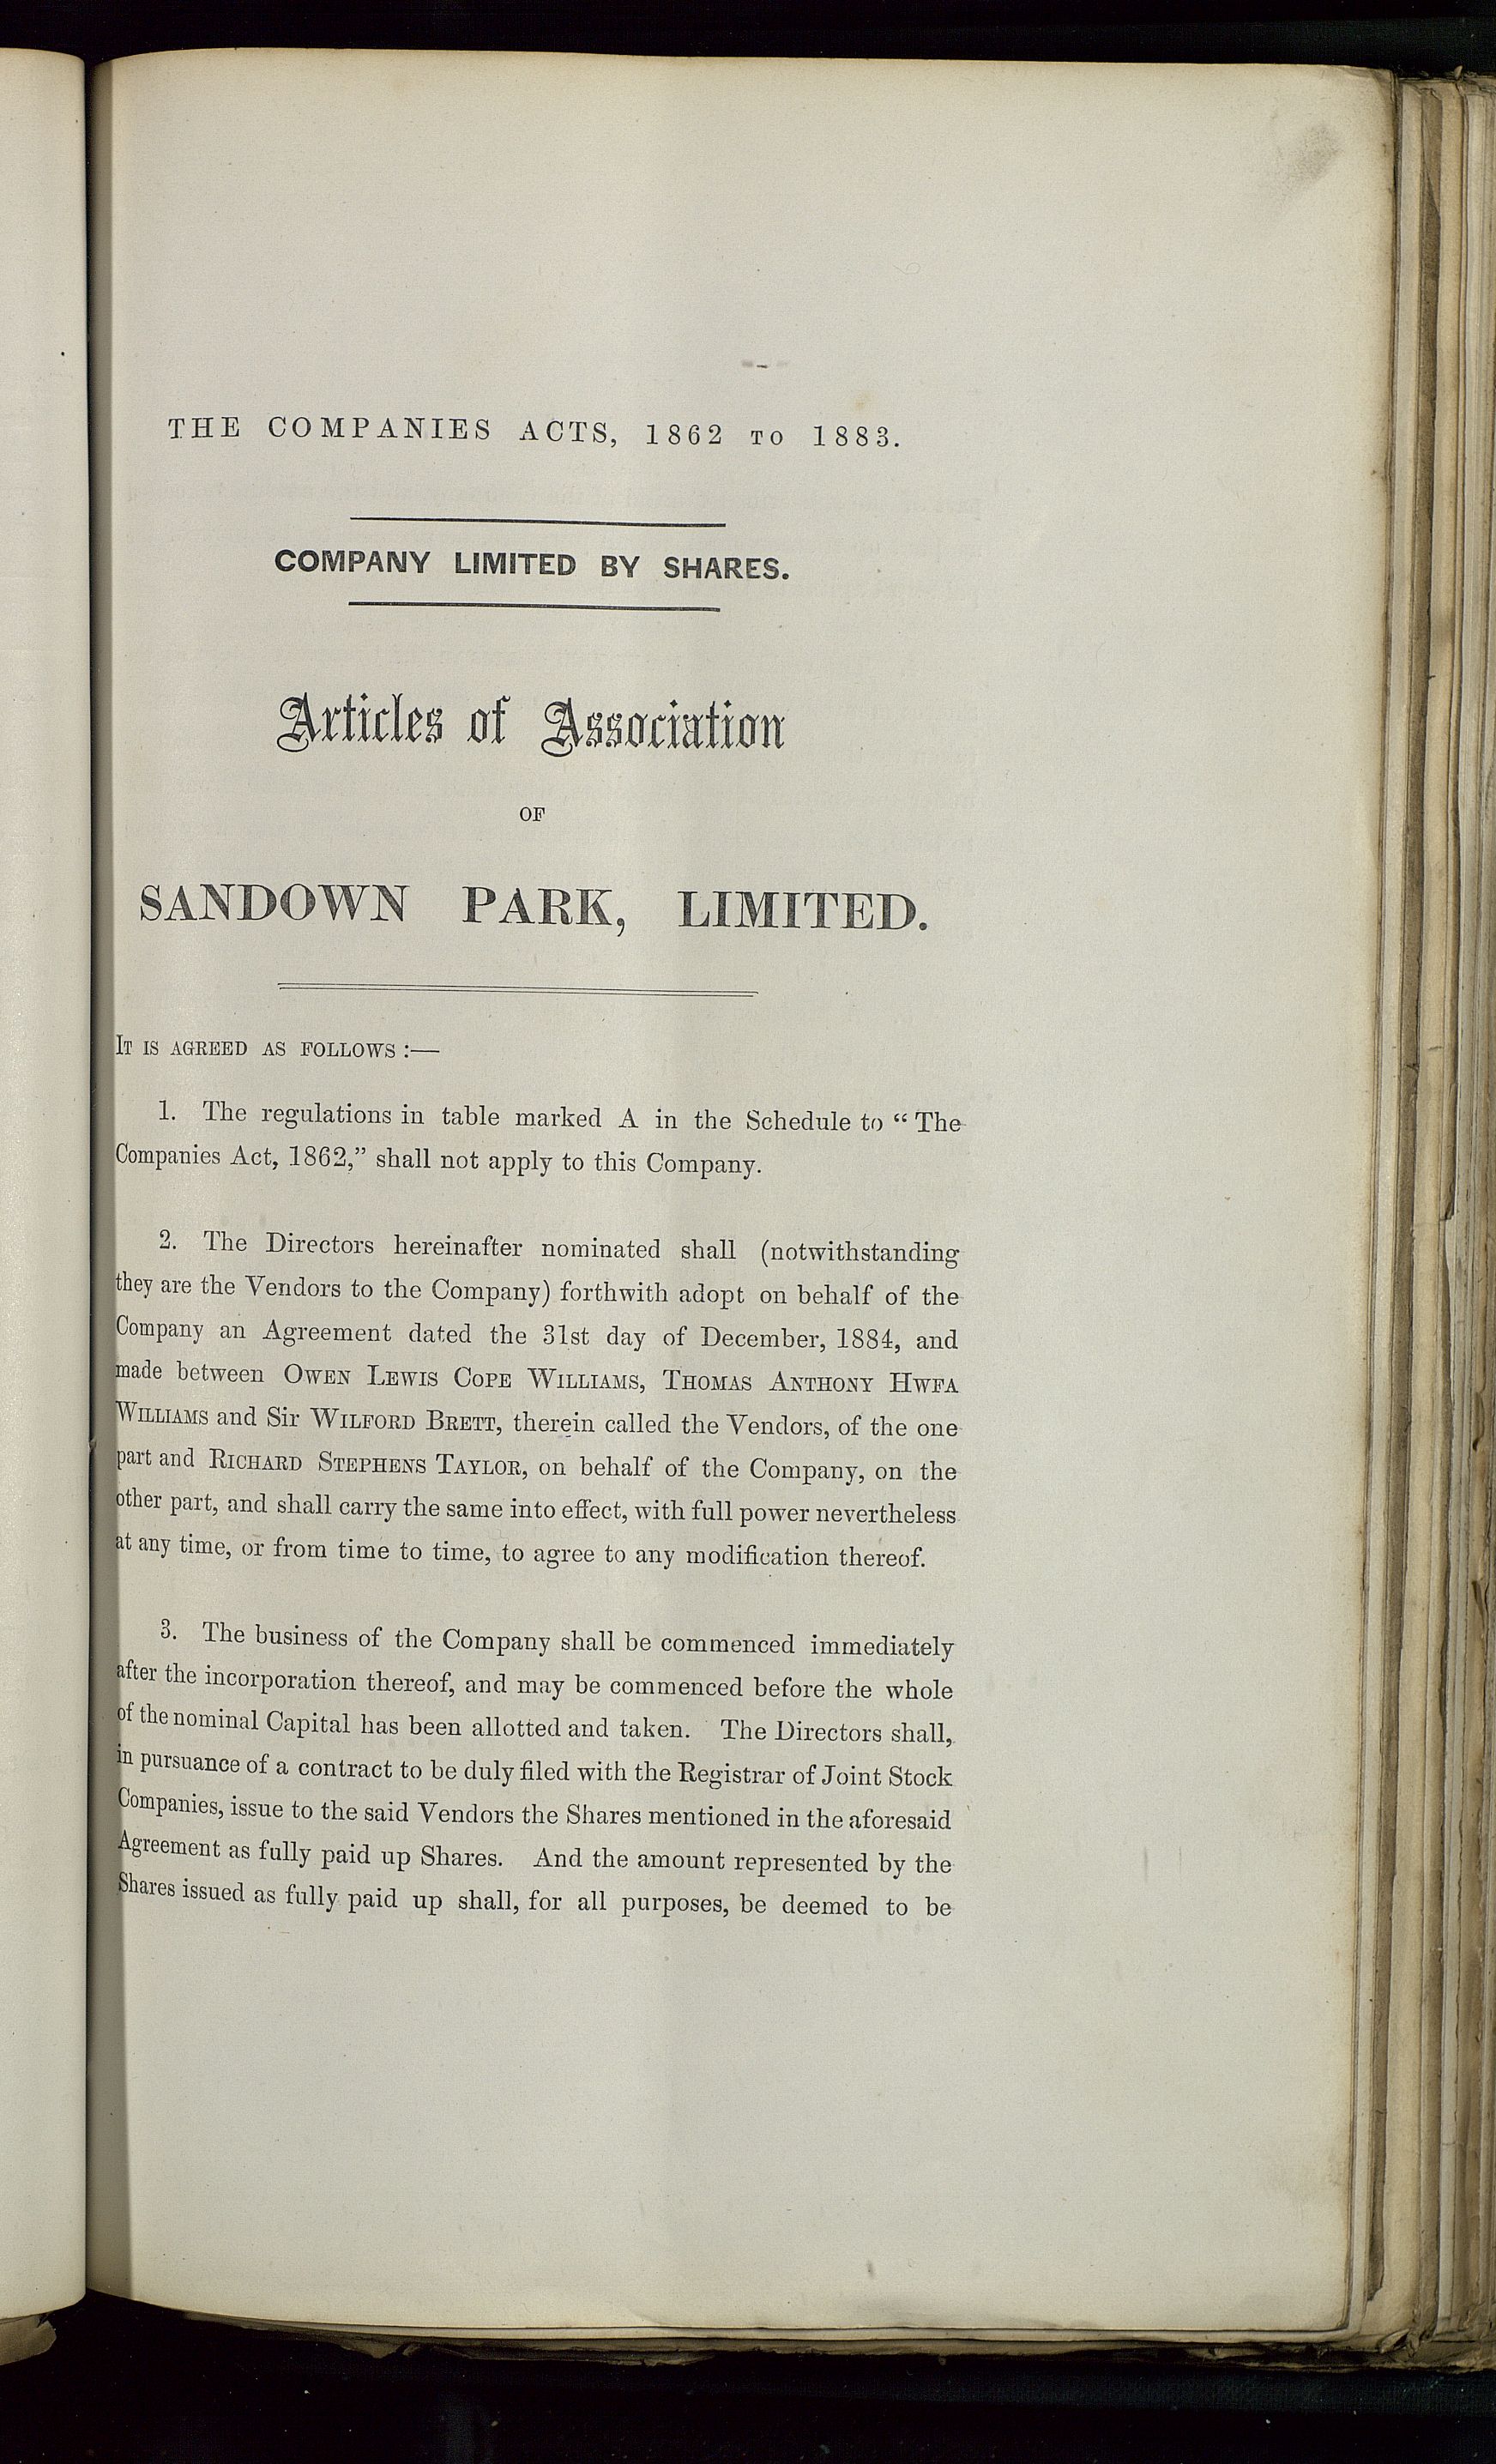 THE COMPANIES ACTS, 1862 TO 1883.
COMPANY LIMITED BY SHARES.
Articles of Association
OF
SANDOWN PARK, LIMITED.
IT IS AGREED AS FOLLOWS :—
1. The regulations in table marked A in the Schedule to “ The
Companies Act, 1862,” shall not apply to this Company.
2. The Directors hereinafter nominated shall (notwithstanding
they are the Vendors to the Company) forthwith adopt on behalf of the
Company an Agreement dated the 31st day of December, 1884, and
made between OWEN LEWIS COPE WILLIAMS, THOMAS ANTHONY HWFA
WILLIAMS and Sir WILFORD BRETT, therein called the Vendors, of the one
part and RICHARD STEPHENS TAYLOR, on behalf of the Company, on the
other part, and shall carry the same into effect, with full power nevertheless
at any time, or from time to time, to agree to any modification thereof.
3. The business of the Company shall be commenced immediately
after the incorporation thereof, and may be commenced before the whole
of the nominal Capital has been allotted and taken. The Directors shall,
in pursuance of a contract to be duly filed with the Registrar of Joint Stock
Companies, issue to the said Vendors the Shares mentioned in the aforesaid
Agreement as fully paid up Shares. And the amount represented by the
Shares issued as fully paid up shall, for all purposes, be deemed to be